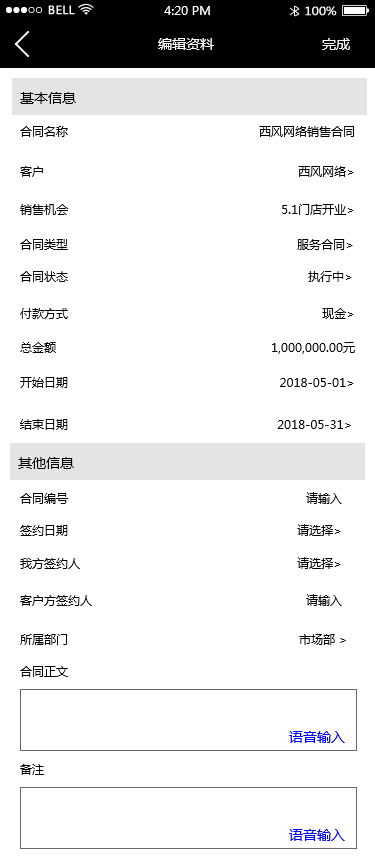 BELL 4:20 PM 100%
编辑资料 完成
基本信息
合同名称 西风网络销售合同
客户 西风网络>
销售机会 5.1门店开业>
合同类型 服务合同>
合同状态 执行中>
付款方式 现金>
总金额 1,000,000.00元
开始日期 2018-05-01>
结束日期 2018-05-31>
其他信息
合同编号 请输入
签约日期 请选择>
我方签约人 请选择>
客户方签约人 请输入
所属部门 市场部 >
合同正文
语音输入
备注
语音输入